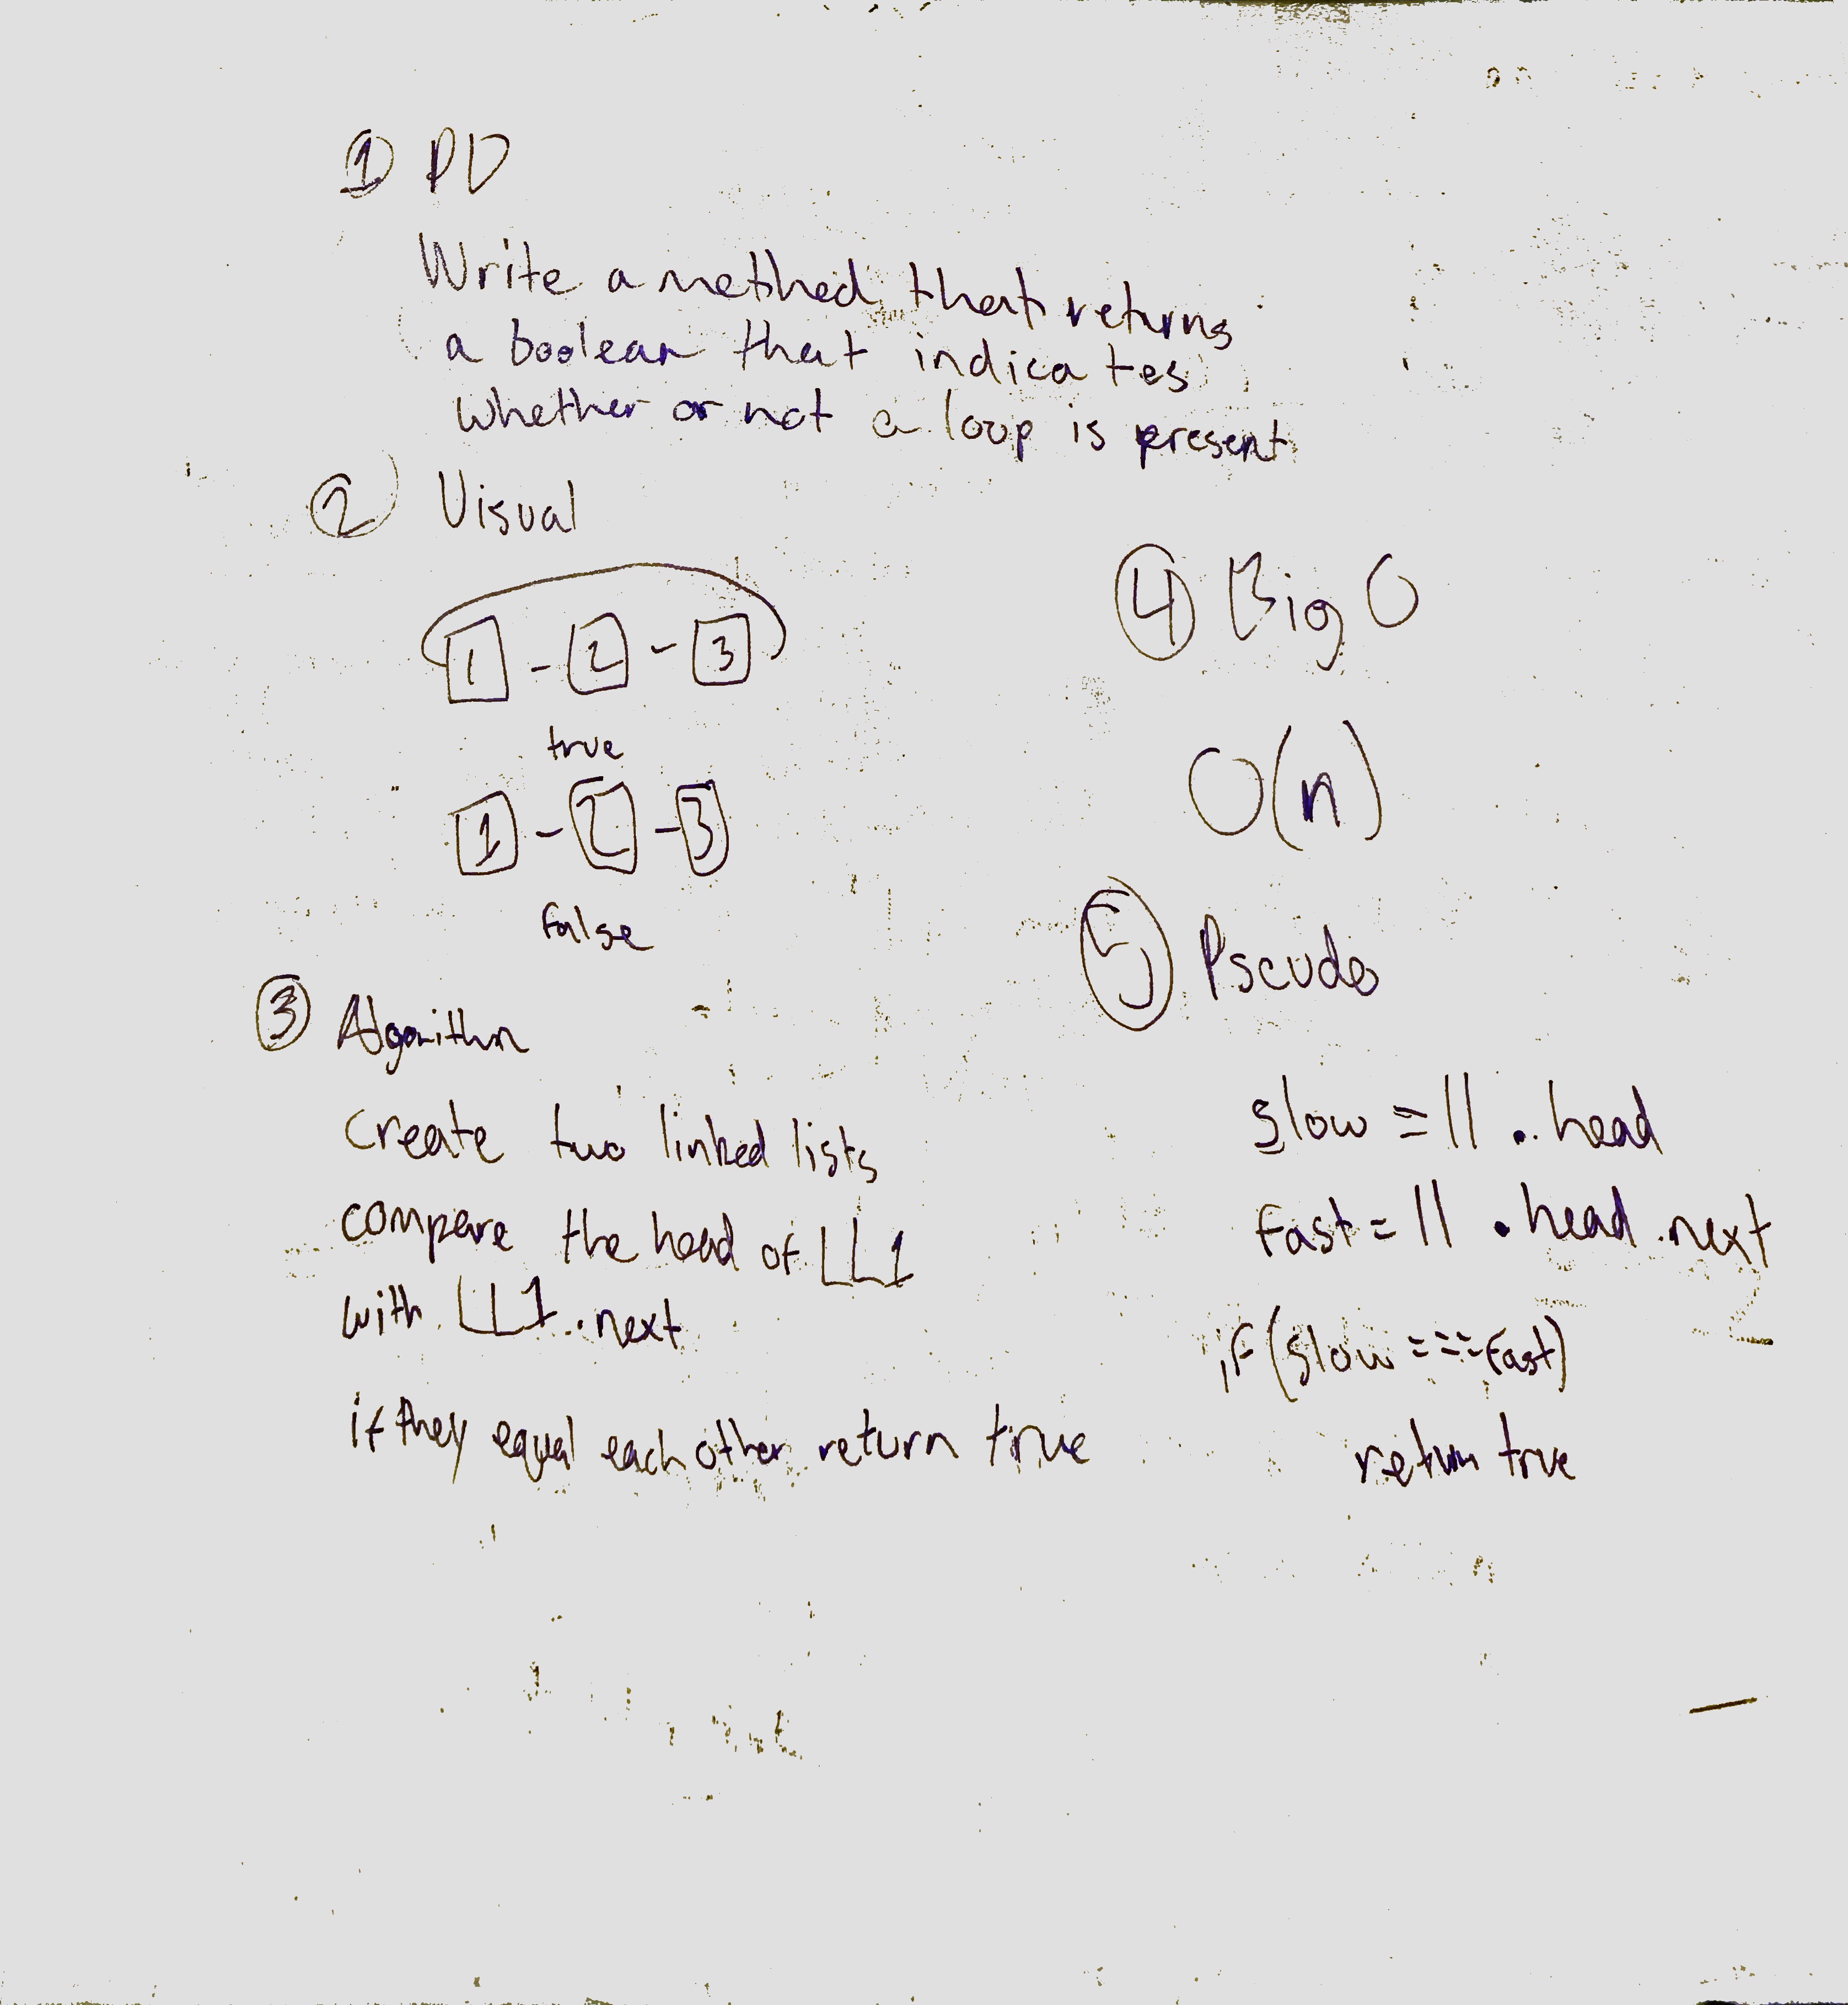 1 PD
Write a method that returns
a boolean that indicates
whether or not a loop is present
2 Visual
1 - 2 - 3
true
1 - 2 - 3
false
3 Algorithm
create two linked lists
compare the head of LL1
with LL1.next
if they equal each other return true
4 Big O
O(n)
5 Pseudo
slow = ll .head
fast = ll .head.next
if (slow === fast)
return true